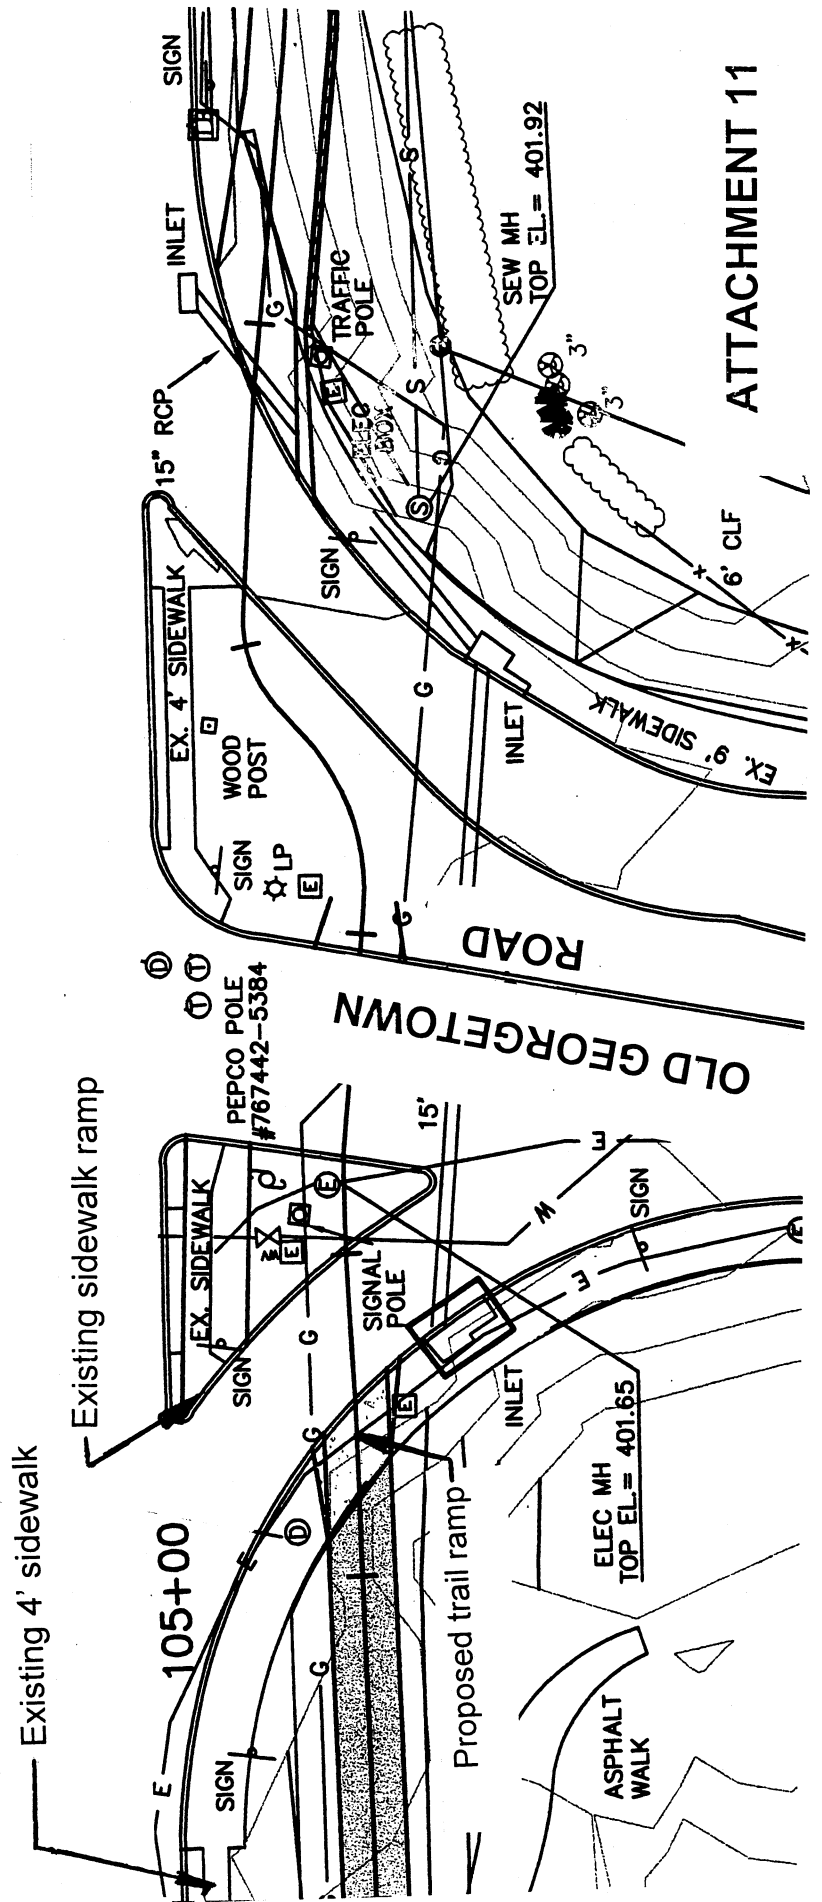 Existing 4' sidewalk
Existing sidewalk ramp
105+00
E
SIGN
E
D
G
G
G
Proposed trail ramp
EX. SIDEWALK
SIGN
SIGNAL
POLE
E
E
E
PEPCO POLE
#767442-5384
D
T
T
15'
INLET
E
E
W
SIGN
E
ELEC MH
TOP EL.= 401.65
ASPHALT
WALK
OLD GEORGETOWN
ROAD
EX. 4' SIDEWALK
SIGN
LP
E
WOOD
POST
G
G
INLET
EX. 9' SIDEWALK
SIGN
15" RCP
INLET
SIGN
G
TRAFFIC
POLE
E
ELEC
BOX
S
S
S
G
E
SEW MH
TOP EL.= 401.92
3"
3"
6' CLF
ATTACHMENT 11